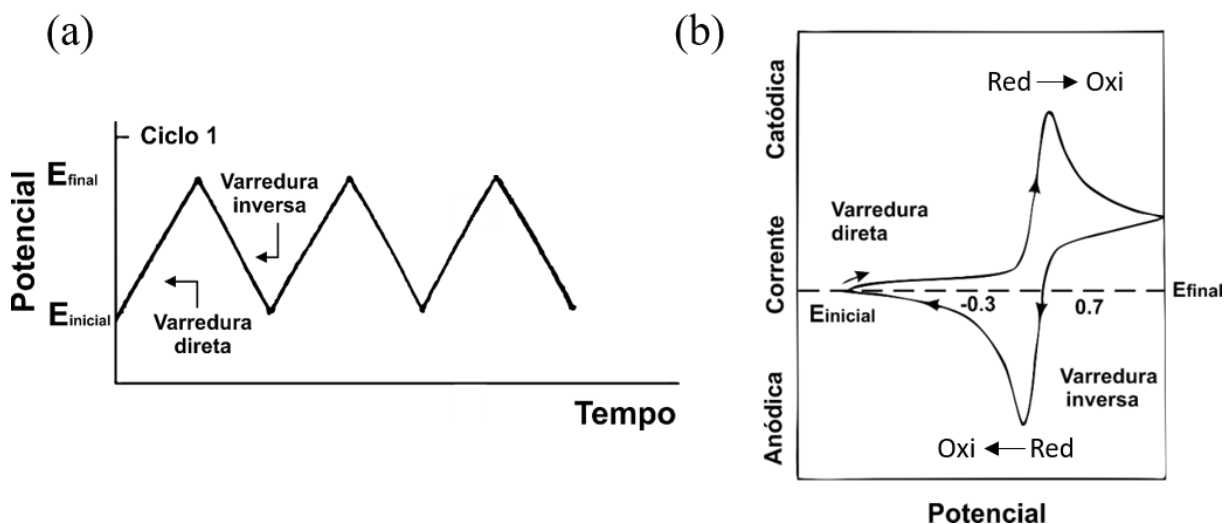 (a)
Potencial
Ciclo 1
Efinal
Einicial
Varredura
inversa
Varredura
direta
Tempo
(b)
Catódica
Corrente
Anódica
Red → Oxi
Varredura
direta
Einicial
-0.3
0.7
Efinal
Varredura
inversa
Oxi ← Red
Potencial